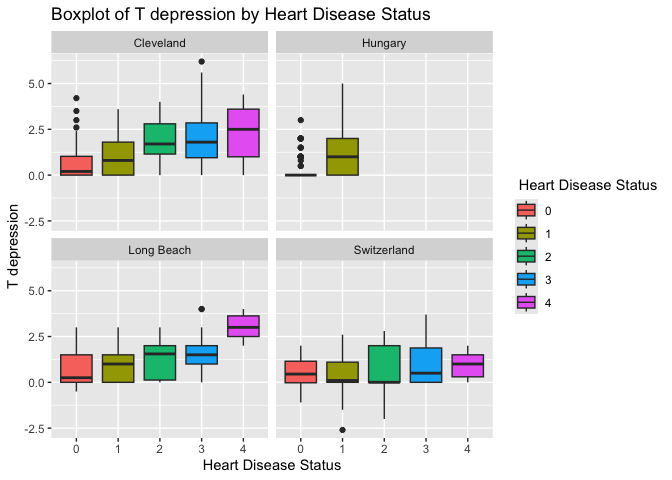 Boxplot of T depression by Heart Disease Status
Cleveland
Hungary
5.0
2.5
0.0
-2.5
Long Beach
Switzerland
5.0
2.5
0.0
-2.5
0 1 2 3 4
0 1 2 3 4
T depression
Heart Disease Status
Heart Disease Status
0
1
2
3
4